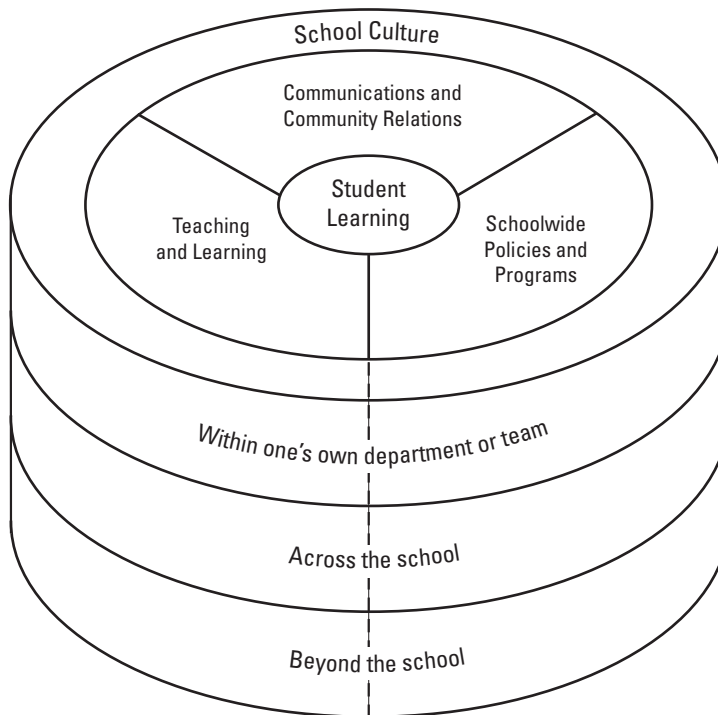 School Culture
Communications and
Community Relations
Student
Learning
Teaching
and Learning
Schoolwide
Policies and
Programs
Within one’s own department or team
Across the school
Beyond the school